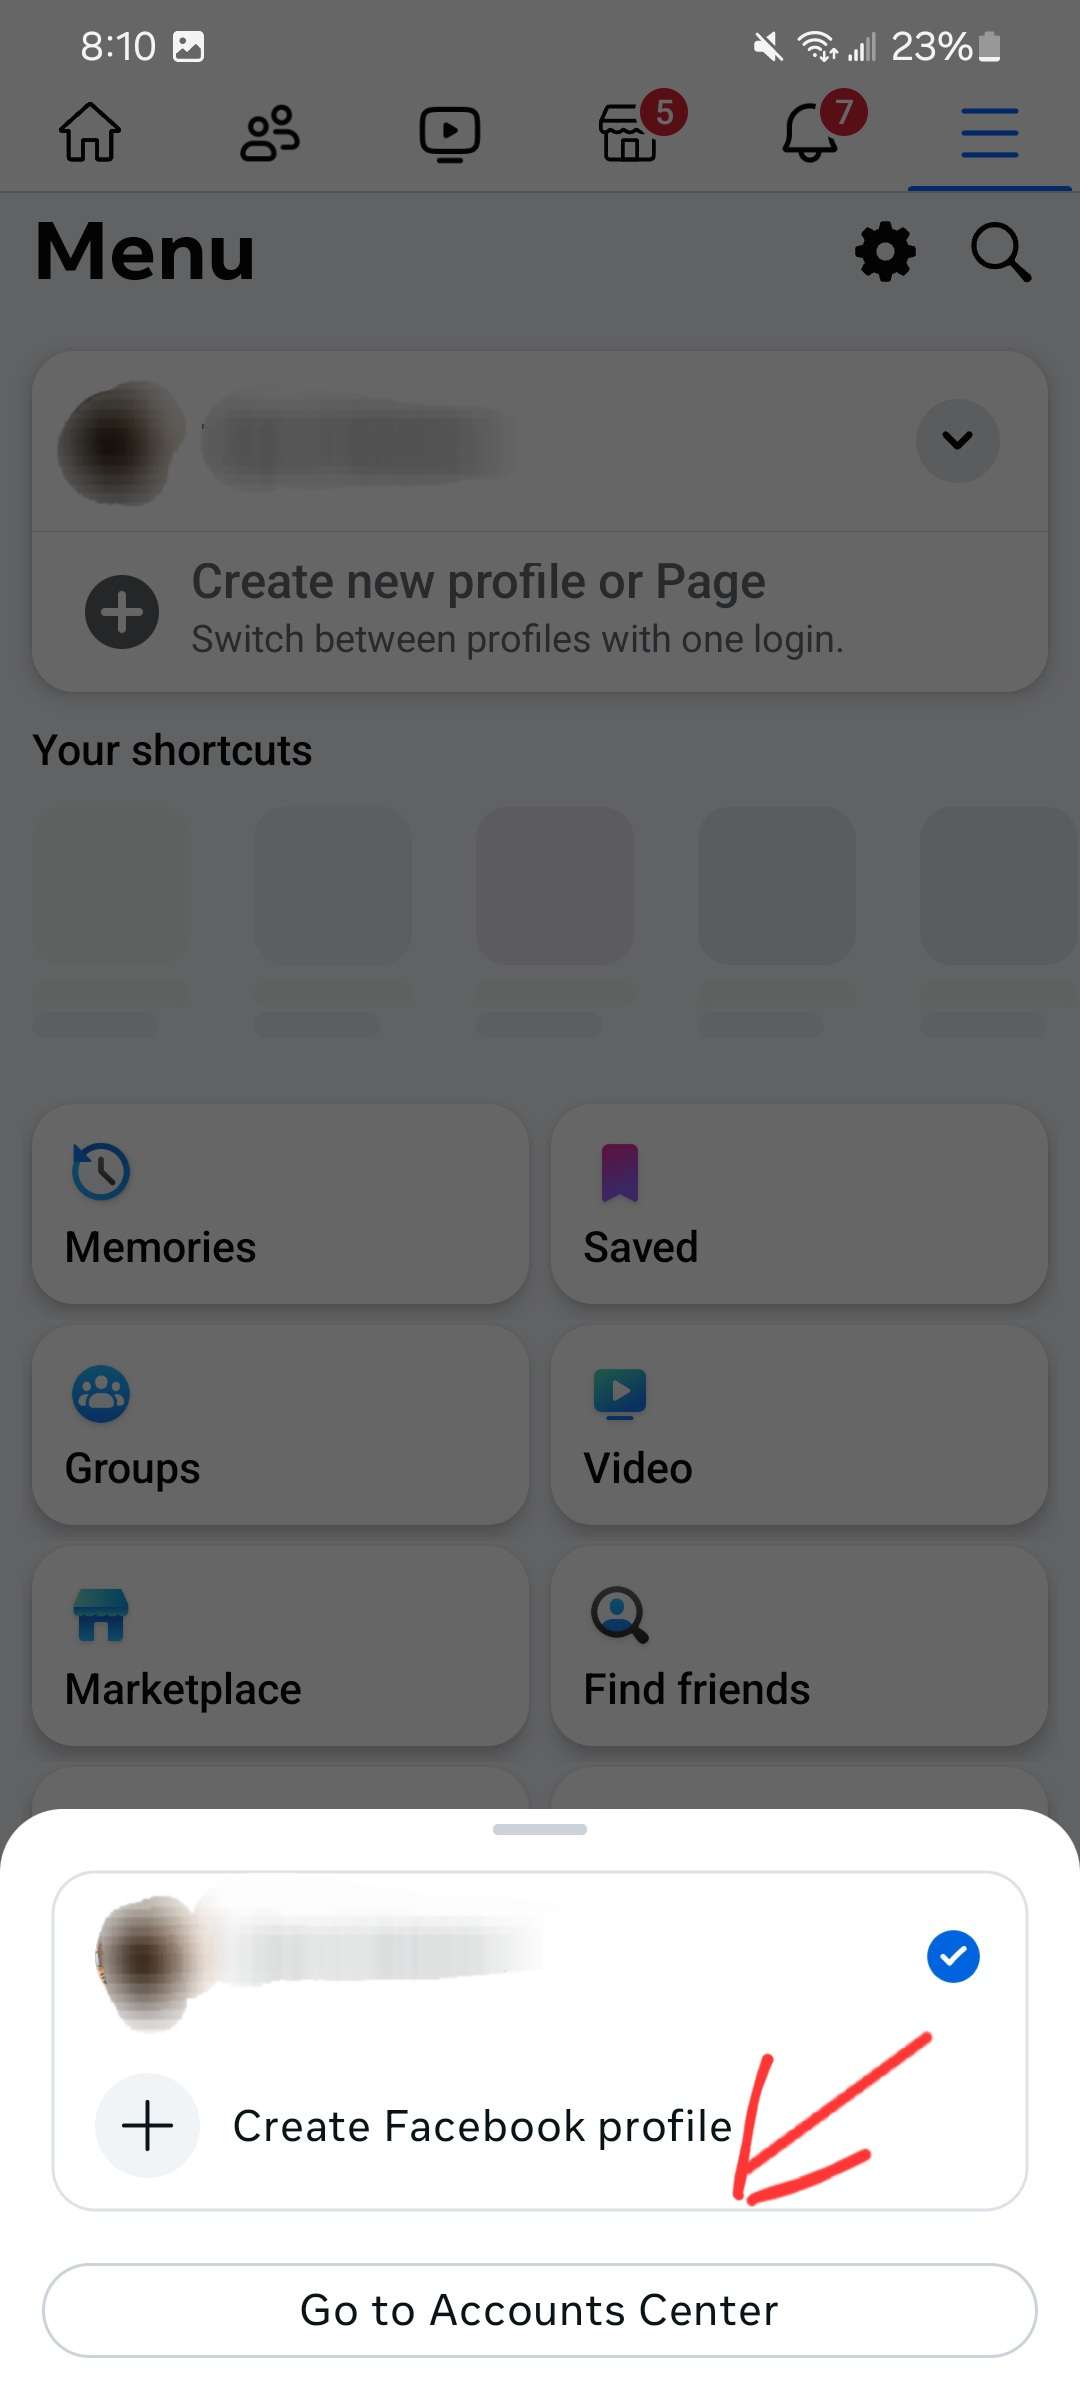 8:10
23%
5
7
Menu
Create new profile or Page
Switch between profiles with one login.
Your shortcuts
Memories
Saved
Groups
Video
Marketplace
Find friends
Create Facebook profile
Go to Accounts Center